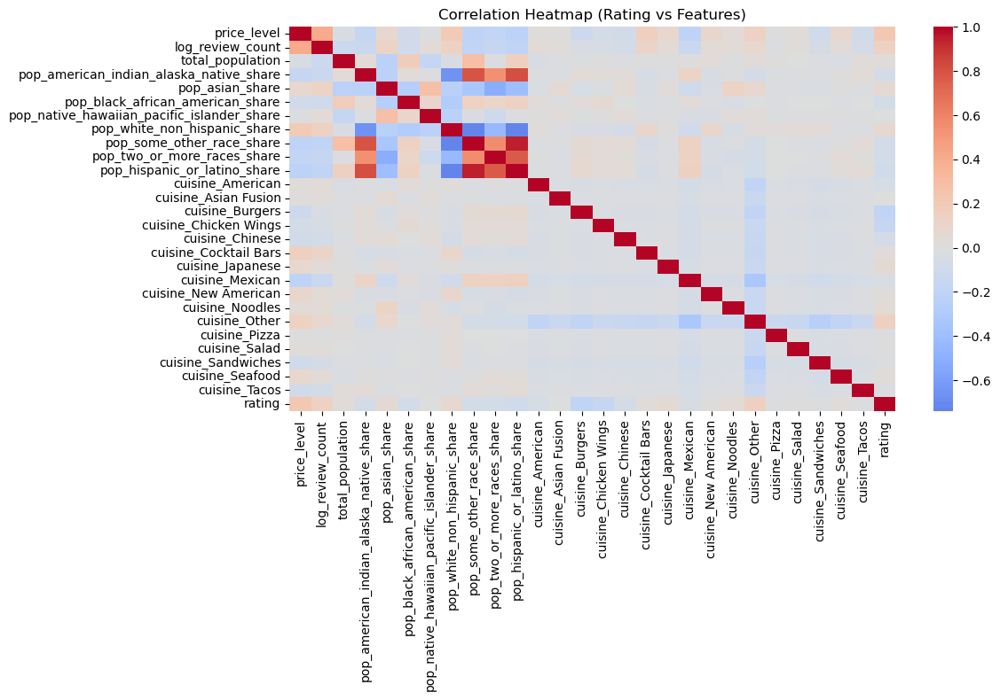 Correlation Heatmap (Rating vs Features)
price_level
log_review_count
total_population
pop_american_indian_alaska_native_share
pop_asian_share
pop_black_african_american_share
pop_native_hawaiian_pacific_islander_share
pop_white_non_hispanic_share
pop_some_other_race_share
pop_two_or_more_races_share
pop_hispanic_or_latino_share
cuisine_American
cuisine_Asian Fusion
cuisine_Burgers
cuisine_Chicken Wings
cuisine_Chinese
cuisine_Cocktail Bars
cuisine_Japanese
cuisine_Mexican
cuisine_New American
cuisine_Noodles
cuisine_Other
cuisine_Pizza
cuisine_Salad
cuisine_Sandwiches
cuisine_Seafood
cuisine_Tacos
rating
price_level
log_review_count
total_population
pop_american_indian_alaska_native_share
pop_asian_share
pop_black_african_american_share
pop_native_hawaiian_pacific_islander_share
pop_white_non_hispanic_share
pop_some_other_race_share
pop_two_or_more_races_share
pop_hispanic_or_latino_share
cuisine_American
cuisine_Asian Fusion
cuisine_Burgers
cuisine_Chicken Wings
cuisine_Chinese
cuisine_Cocktail Bars
cuisine_Japanese
cuisine_Mexican
cuisine_New American
cuisine_Noodles
cuisine_Other
cuisine_Pizza
cuisine_Salad
cuisine_Sandwiches
cuisine_Seafood
cuisine_Tacos
rating
1.0
0.8
0.6
0.4
0.2
0.0
−0.2
−0.4
−0.6